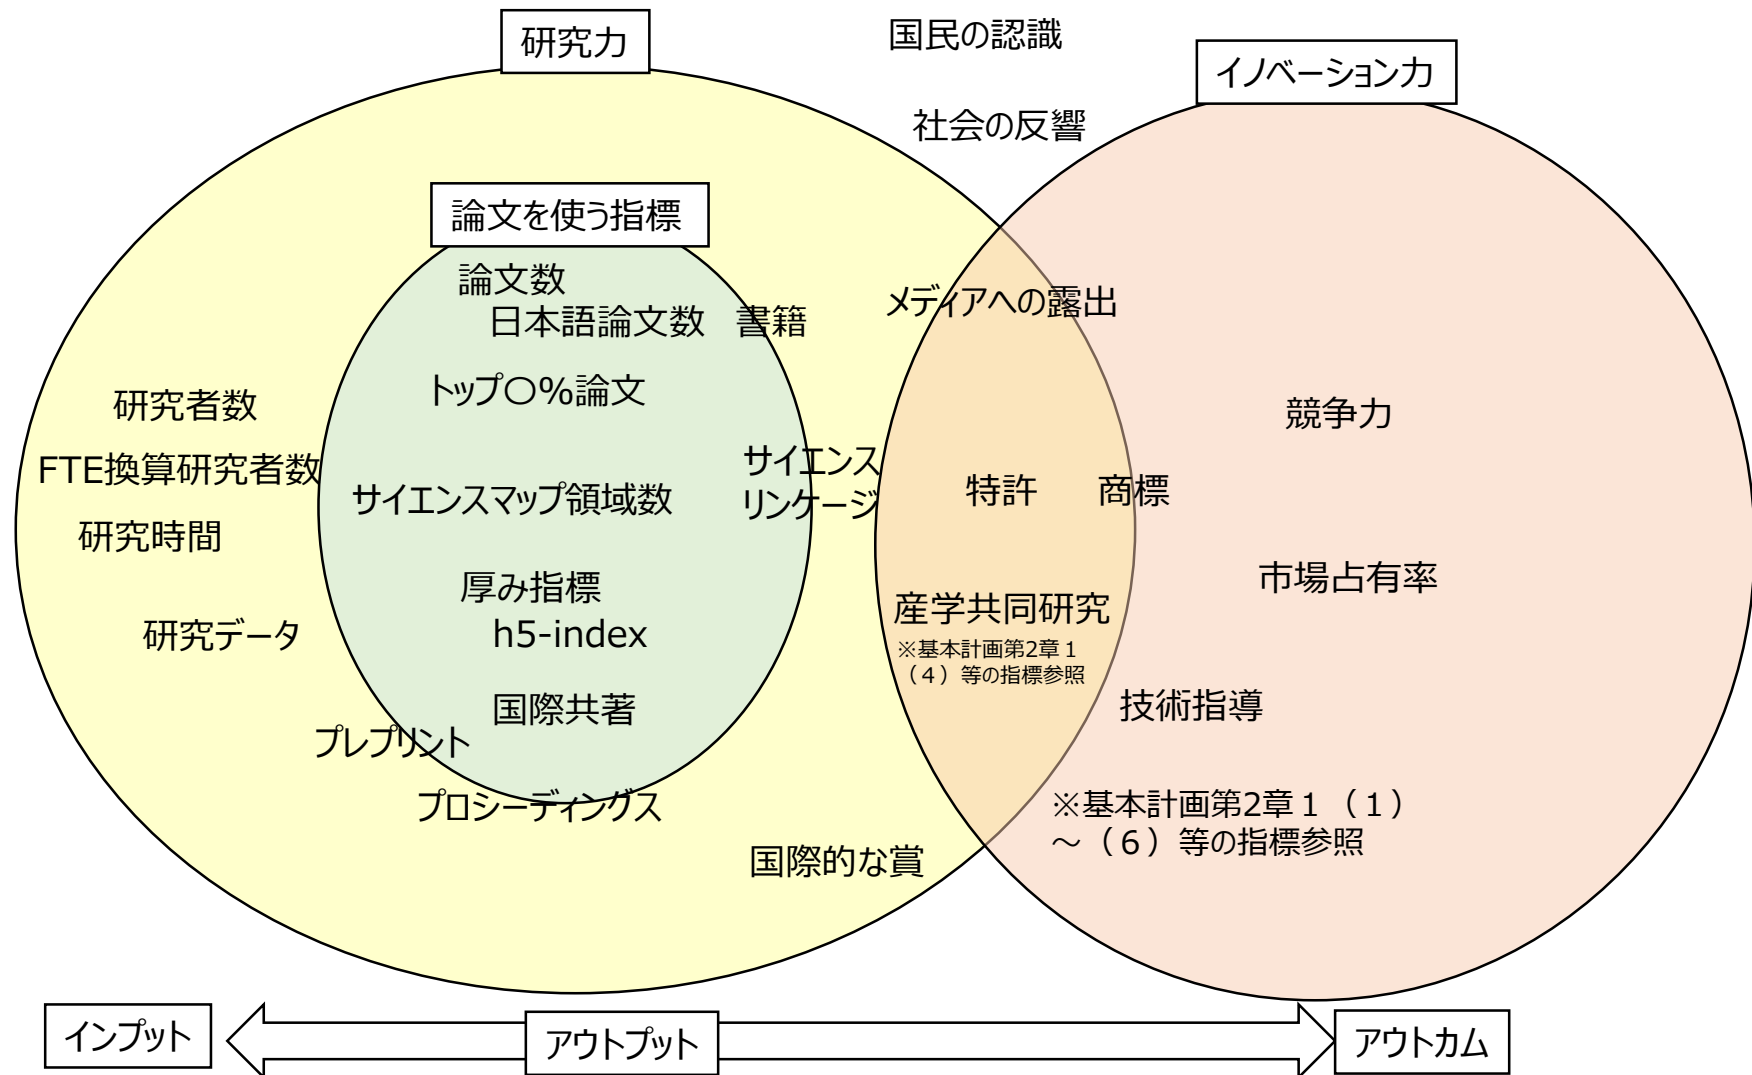 研究力
国民の認識
イノベーション力
社会の反響
論文を使う指標
論文数
日本語論文数
書籍
メディアへの露出
トップ〇%論文
研究者数
競争力
FTE換算研究者数
サイエンス
リンケージ
サイエンスマップ領域数
特許
商標
研究時間
市場占有率
厚み指標
産学共同研究
h5-index
研究データ
※基本計画第2章１
（４）等の指標参照
国際共著
技術指導
プレプリント
プロシーディングス
※基本計画第2章１（１）
～（６）等の指標参照
国際的な賞
インプット
アウトプット
アウトカム